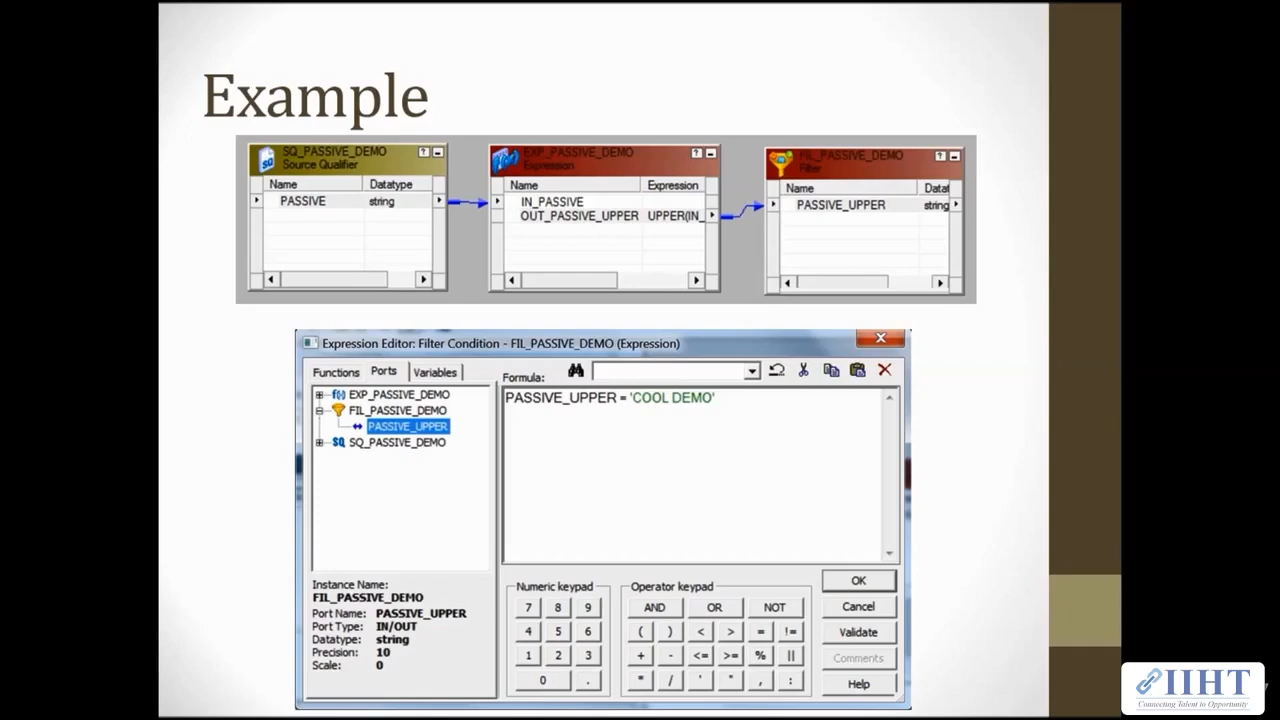 Example
SQ_PASSIVE_DEMO
Source Qualifier
Name Datatype
PASSIVE string
EXP_PASSIVE_DEMO
Expression
Name Expression
IN_PASSIVE
OUT_PASSIVE_UPPER UPPER(IN_
FIL_PASSIVE_DEMO
Filter
Name Datat
PASSIVE_UPPER string
Expression Editor: Filter Condition - FIL_PASSIVE_DEMO (Expression)
Functions Ports Variables
EXP_PASSIVE_DEMO
FIL_PASSIVE_DEMO
PASSIVE_UPPER
SQ_PASSIVE_DEMO
Instance Name:
FIL_PASSIVE_DEMO
Port Name: PASSIVE_UPPER
Port Type: IN/OUT
Datatype: string
Precision: 10
Scale: 0
Formula:
PASSIVE_UPPER = 'COOL DEMO'
Numeric keypad
7 8 9
4 5 6
1 2 3
0 .
Operator keypad
AND OR NOT
( ) < > = !=
+ - <= >= % ||
* / ' " , :
OK
Cancel
Validate
Comments
Help
IIHT
Connecting Talent to Opportunity